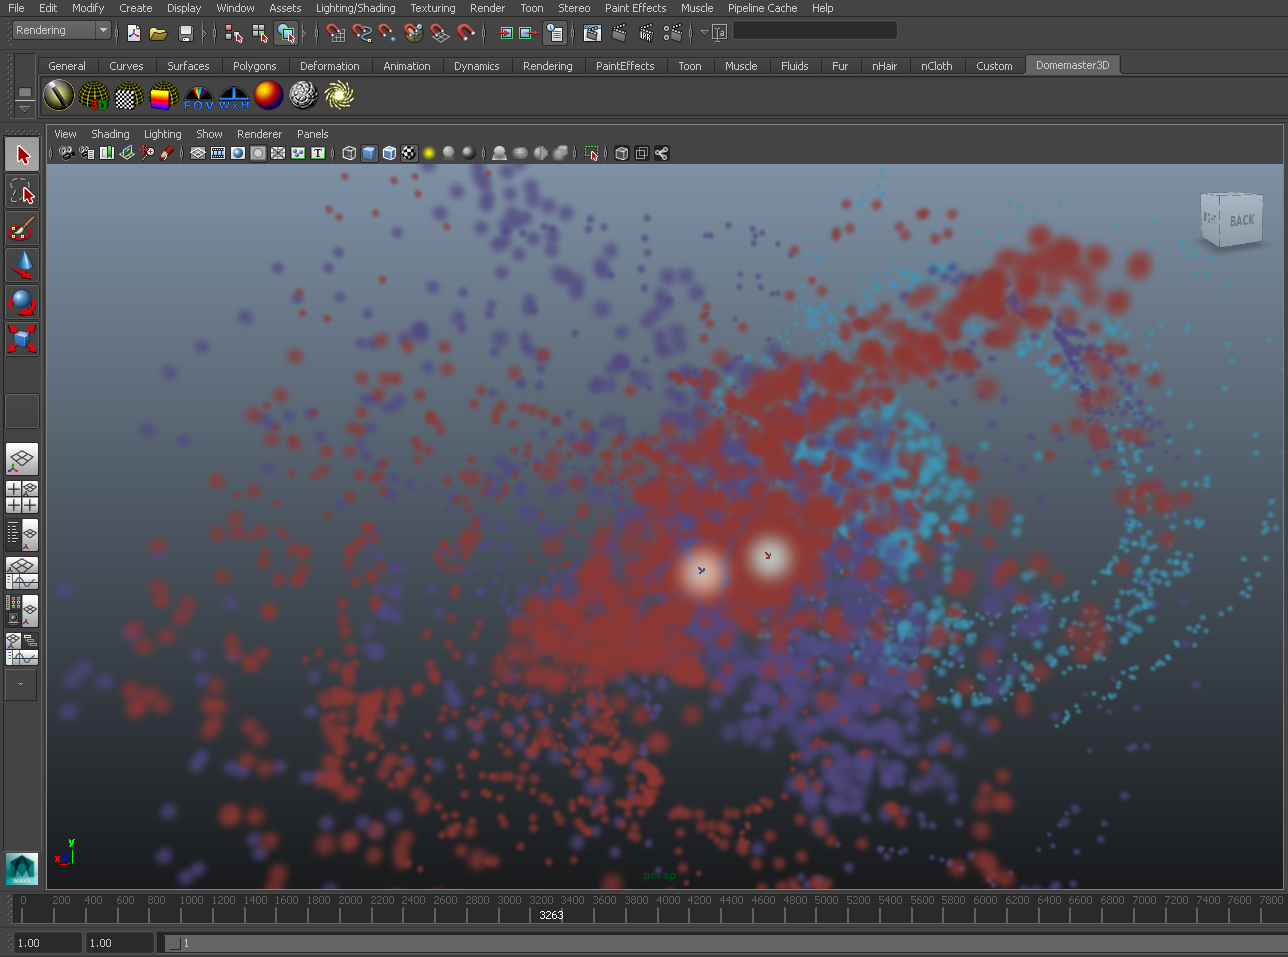 File Edit Modify Create Display Window Assets Lighting/Shading Texturing Render Toon Stereo Paint Effects Muscle Pipeline Cache Help
Rendering
General Curves Surfaces Polygons Deformation Animation Dynamics Rendering PaintEffects Toon Muscle Fluids Fur nHair nCloth Custom Domemaster3D
3D FOV WxH
View Shading Lighting Show Renderer Panels
T
BACK
y
x
persp
MAYA
0 200 400 600 800 1000 1200 1400 1600 1800 2000 2200 2400 2600 2800 3000 3200 3400 3600 3800 4000 4200 4400 4600 4800 5000 5200 5400 5600 5800 6000 6200 6400 6600 6800 7000 7200 7400 7600 7800
3263
1.00 1.00 1